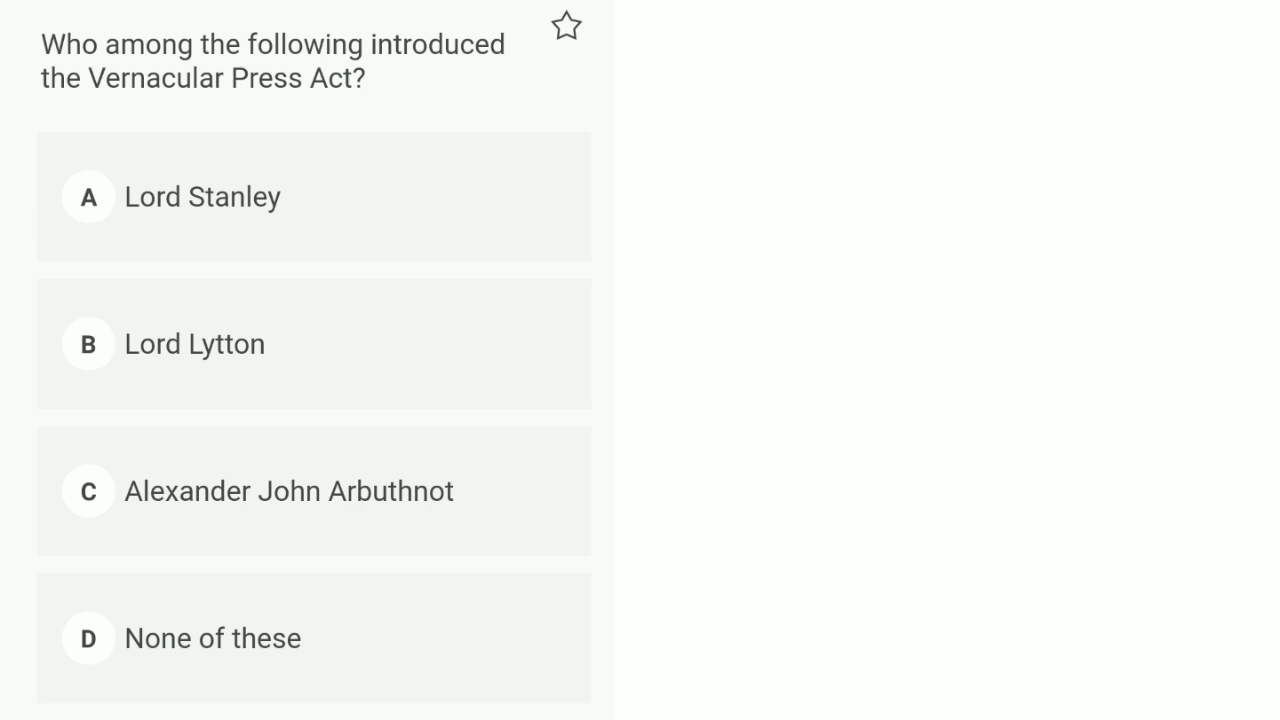 Who among the following introduced
the Vernacular Press Act?
A Lord Stanley
B Lord Lytton
C Alexander John Arbuthnot
D None of these